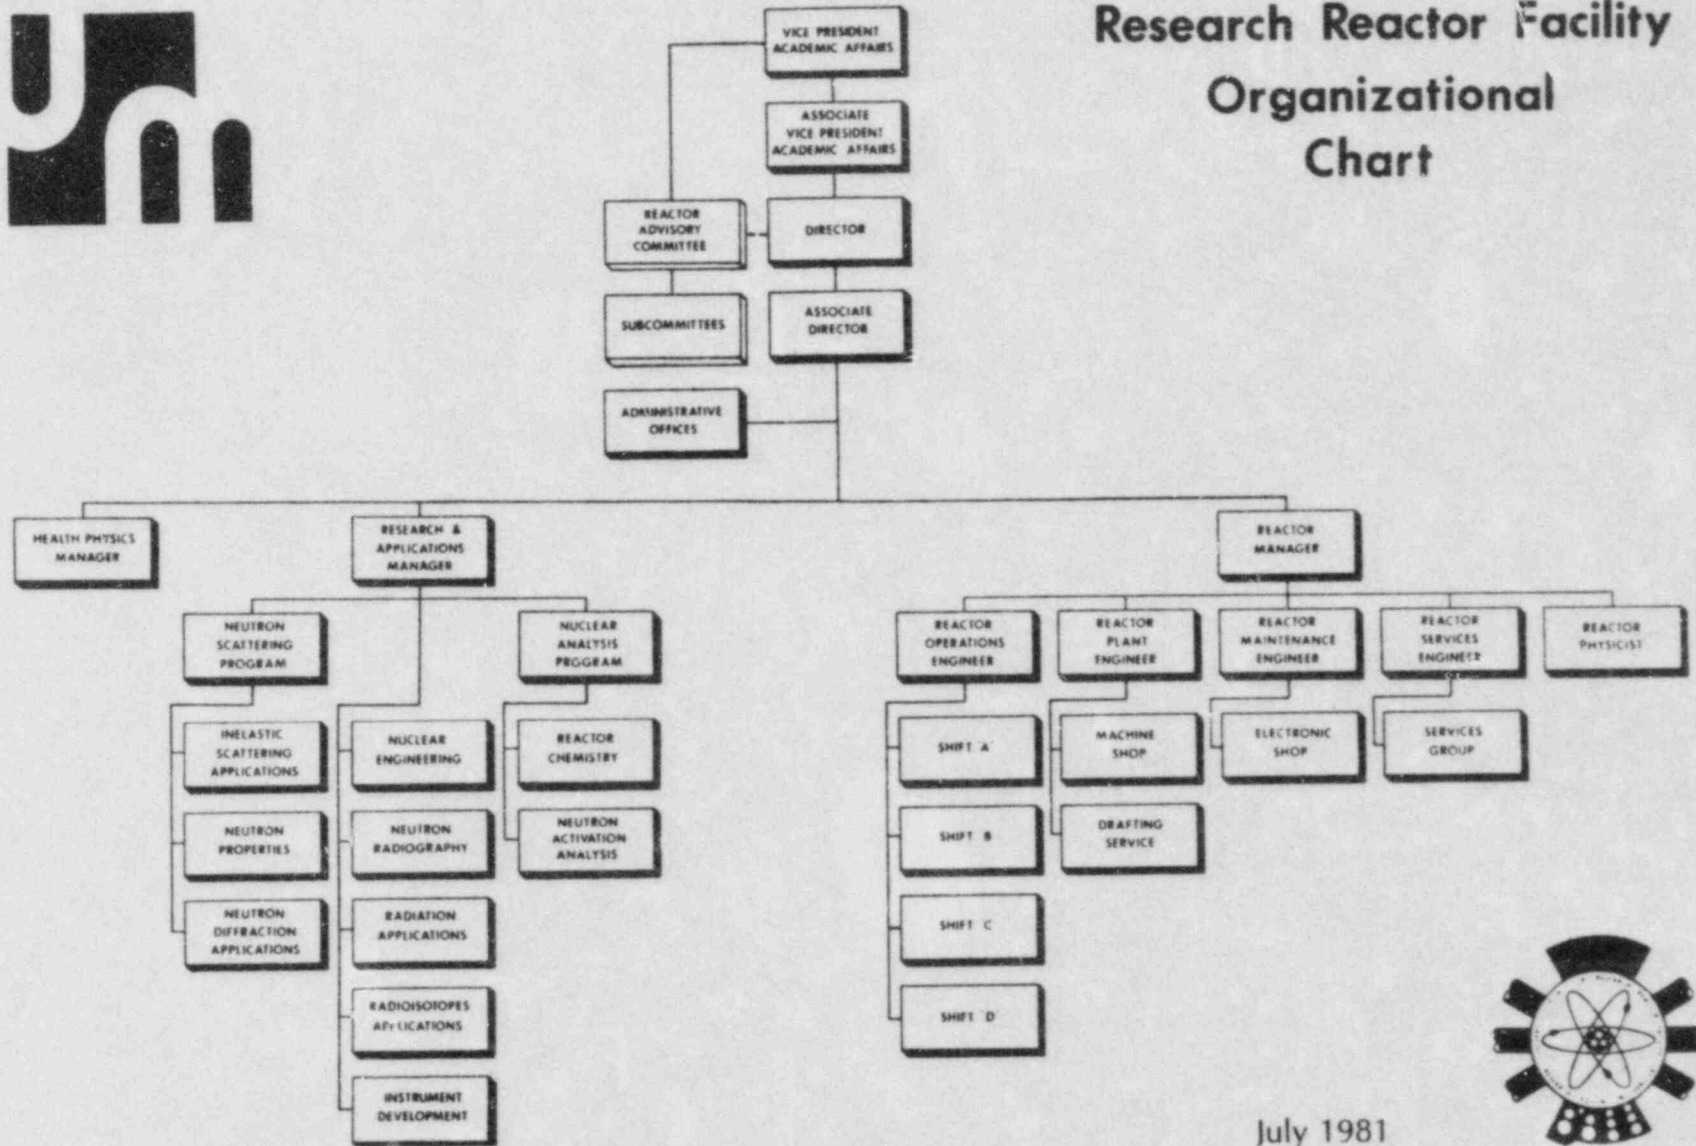 Research Reactor Facility
Organizational
Chart
VICE PRESIDENT
ACADEMIC AFFAIRS
ASSOCIATE
VICE PRESIDENT
ACADEMIC AFFAIRS
REACTOR
ADVISORY
COMMITTEE
DIRECTOR
SUBCOMMITTEES
ASSOCIATE
DIRECTOR
ADMINISTRATIVE
OFFICES
HEALTH PHYSICS
MANAGER
RESEARCH &
APPLICATIONS
MANAGER
REACTOR
MANAGER
NEUTRON
SCATTERING
PROGRAM
NUCLEAR
ANALYSIS
PROGRAM
REACTOR
OPERATIONS
ENGINEER
REACTOR
PLANT
ENGINEER
REACTOR
MAINTENANCE
ENGINEER
REACTOR
SERVICES
ENGINEER
REACTOR
PHYSICIST
INELASTIC
SCATTERING
APPLICATIONS
NUCLEAR
ENGINEERING
REACTOR
CHEMISTRY
SHIFT 'A'
MACHINE
SHOP
ELECTRONIC
SHOP
SERVICES
GROUP
NEUTRON
PROPERTIES
NEUTRON
RADIOGRAPHY
NEUTRON
ACTIVATION
ANALYSIS
SHIFT B
DRAFTING
SERVICE
NEUTRON
DIFFRACTION
APPLICATIONS
RADIATION
APPLICATIONS
SHIFT 'C
RADIOISOTOPES
APPLICATIONS
SHIFT 'D'
INSTRUMENT
DEVELOPMENT
July 1981